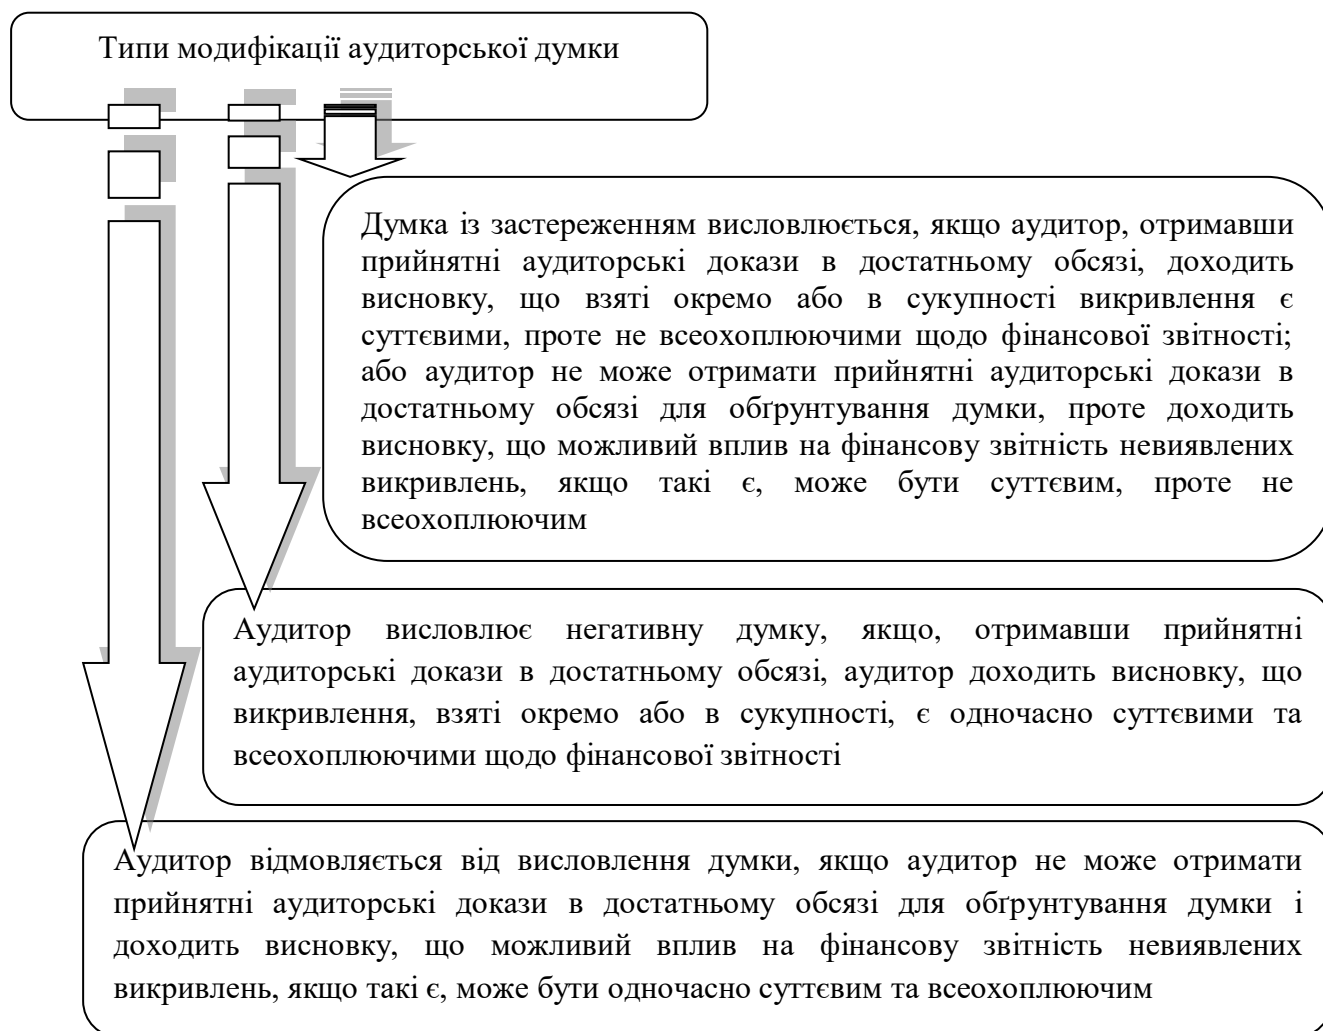 Типи модифікації аудиторської думки
Думка із застереженням висловлюється, якщо аудитор, отримавши
прийнятні аудиторські докази в достатньому обсязі, доходить
висновку, що взяті окремо або в сукупності викривлення є
суттєвими, проте не всеохоплюючими щодо фінансової звітності;
або аудитор не може отримати прийнятні аудиторські докази в
достатньому обсязі для обґрунтування думки, проте доходить
висновку, що можливий вплив на фінансову звітність невиявлених
викривлень, якщо такі є, може бути суттєвим, проте не
всеохоплюючим
Аудитор висловлює негативну думку, якщо, отримавши прийнятні
аудиторські докази в достатньому обсязі, аудитор доходить висновку, що
викривлення, взяті окремо або в сукупності, є одночасно суттєвими та
всеохоплюючими щодо фінансової звітності
Аудитор відмовляється від висловлення думки, якщо аудитор не може отримати
прийнятні аудиторські докази в достатньому обсязі для обґрунтування думки і
доходить висновку, що можливий вплив на фінансову звітність невиявлених
викривлень, якщо такі є, може бути одночасно суттєвим та всеохоплюючим